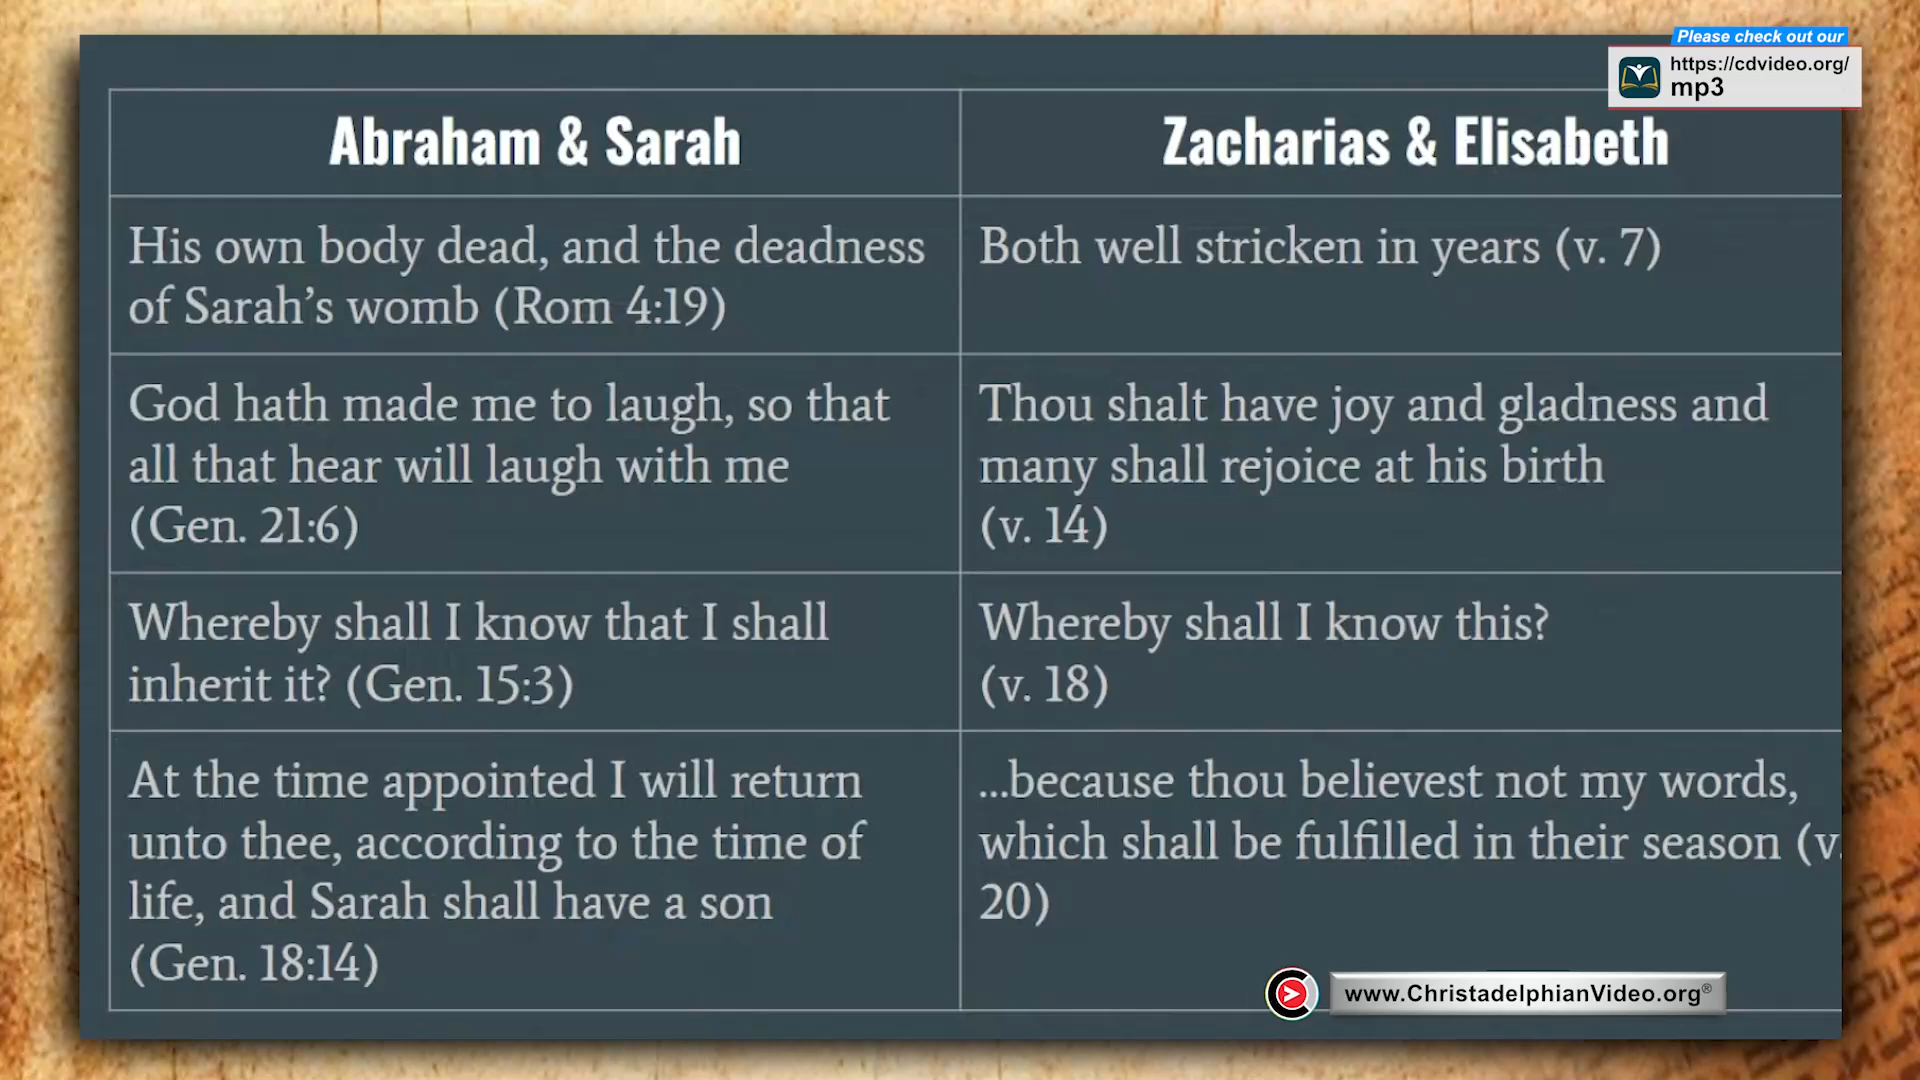 Please check out our
https://cdvideo.org/
mp3
Abraham & Sarah
Zacharias & Elisabeth
His own body dead, and the deadness
of Sarah's womb (Rom 4:19)
Both well stricken in years (v. 7)
God hath made me to laugh, so that
all that hear will laugh with me
(Gen. 21:6)
Thou shalt have joy and gladness and
many shall rejoice at his birth
(v. 14)
Whereby shall I know that I shall
inherit it? (Gen. 15:3)
Whereby shall I know this?
(v. 18)
At the time appointed I will return
unto thee, according to the time of
life, and Sarah shall have a son
(Gen. 18:14)
...because thou believest not my words,
which shall be fulfilled in their season (v.
20)
www.ChristadelphianVideo.org®